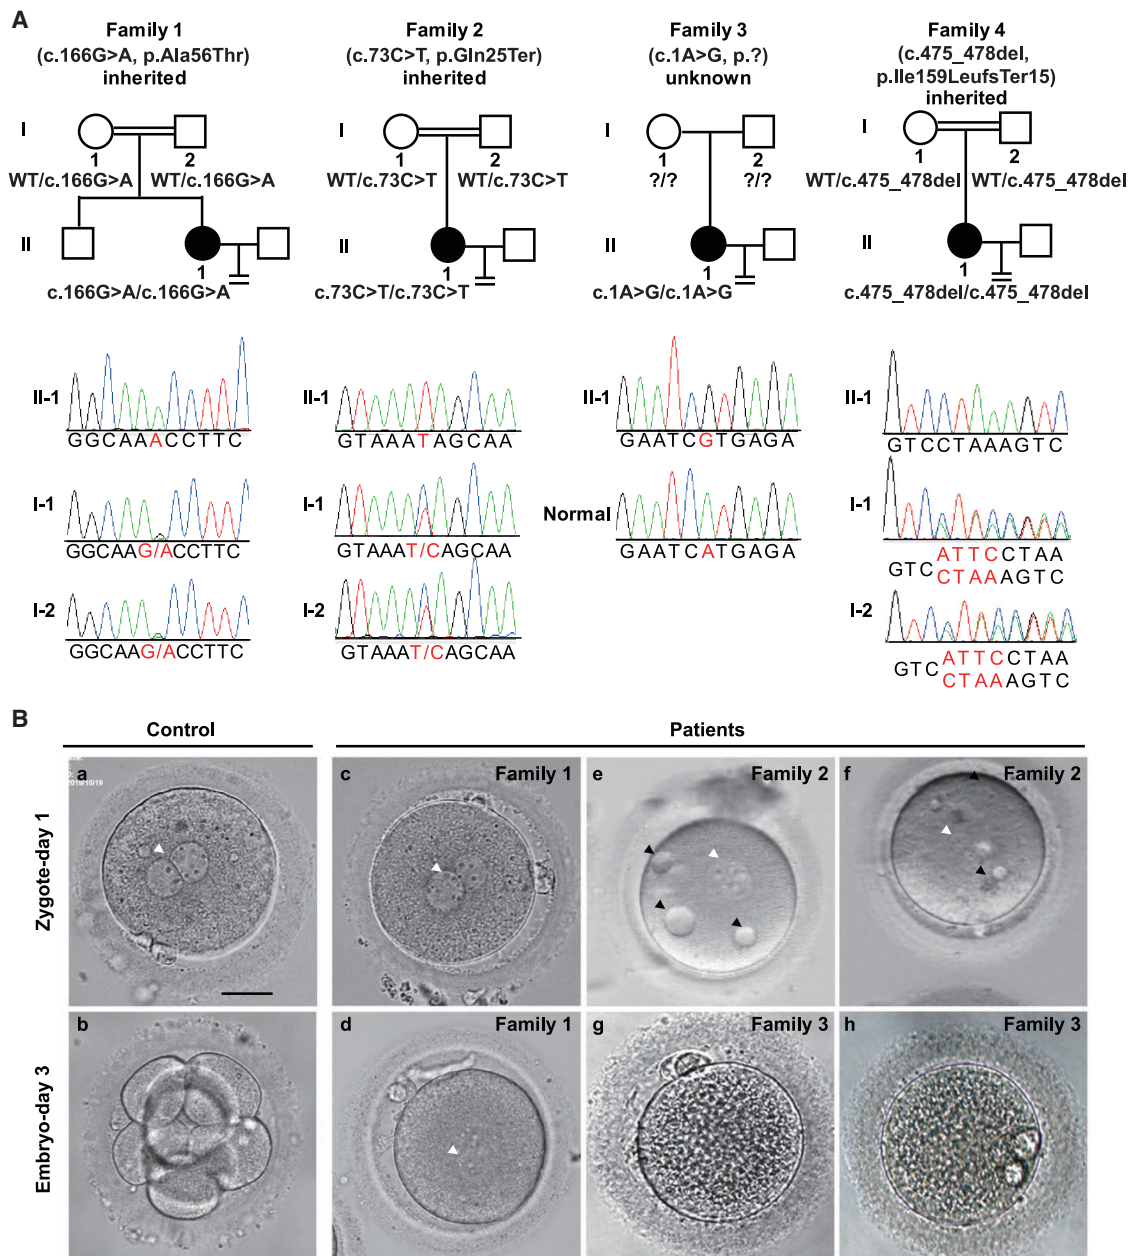 A
Family 1
(c.166G>A, p.Ala56Thr)
inherited
Family 2
(c.73C>T, p.Gln25Ter)
inherited
Family 3
(c.1A>G, p.?)
unknown
Family 4
(c.475_478del,
p.Ile159LeufsTer15)
inherited
I
1
2
WT/c.166G>A
WT/c.166G>A
I
1
2
WT/c.73C>T
WT/c.73C>T
I
1
2
?/?
?/?
I
1
2
WT/c.475_478del
WT/c.475_478del
II
1
c.166G>A/c.166G>A
II
1
c.73C>T/c.73C>T
II
1
c.1A>G/c.1A>G
II
1
c.475_478del/c.475_478del
II-1
GGCAAACCTTC
II-1
GTAAATAGCAA
II-1
GAATCGTGAGA
II-1
GTCCTAAAGTC
I-1
GGCAAG/ACCTTC
I-1
GTAAAT/CAGCAA
Normal
GAATCATGAGA
I-1
GTC
ATTCCTAA
CTAAAGTC
I-2
GGCAAG/ACCTTC
I-2
GTAAAT/CAGCAA
I-2
GTC
ATTCCTAA
CTAAAGTC
B
Control
Patients
Zygote-day 1
a
2019/10/19
c
Family 1
e
Family 2
f
Family 2
Embryo-day 3
b
d
Family 1
g
Family 3
h
Family 3